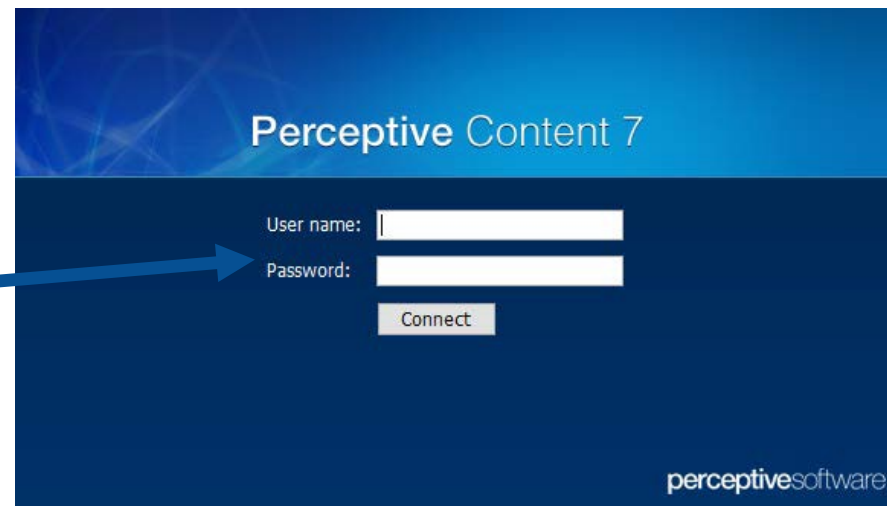 Perceptive Content 7
User name:
Password:
Connect
perceptivesoftware